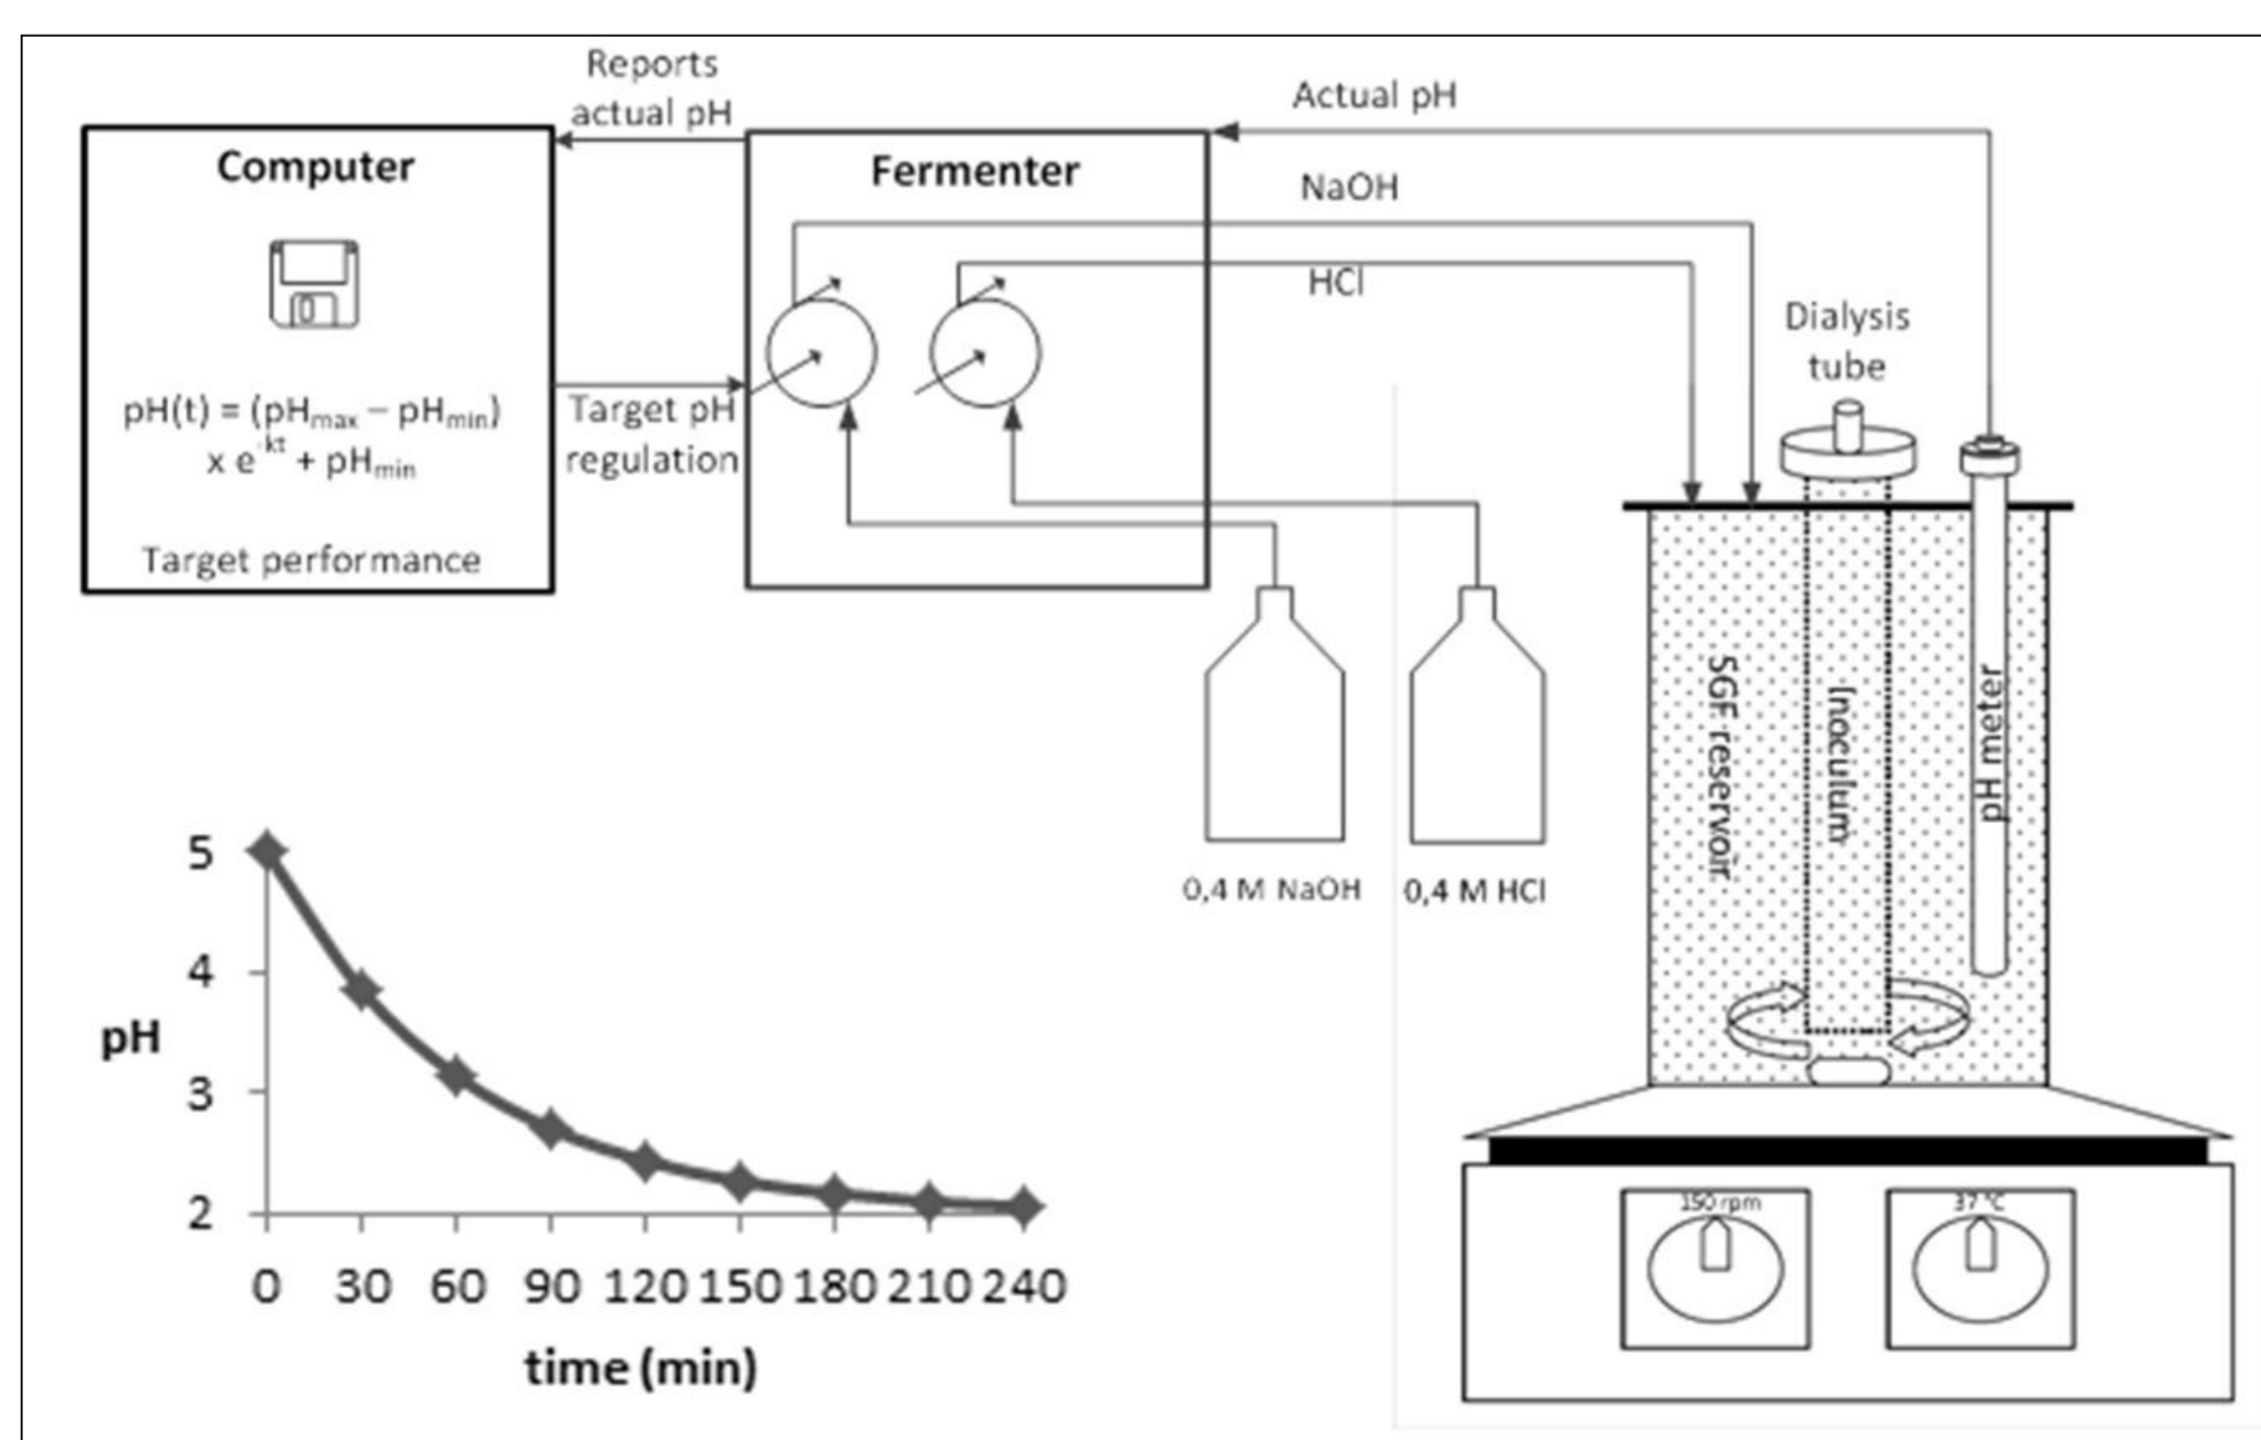 Reports
actual pH
Actual pH
Computer
Fermenter
NaOH
HCl
Dialysis
tube
pH(t) = (pHmax – pHmin)
x e-kt + pHmin
Target pH
regulation
Target performance
SGF reservoir
Inoculum
pH meter
0,4 M NaOH
0,4 M HCl
5
4
pH
3
2
0 30 60 90 120 150 180 210 240
time (min)
150 rpm
37 °C